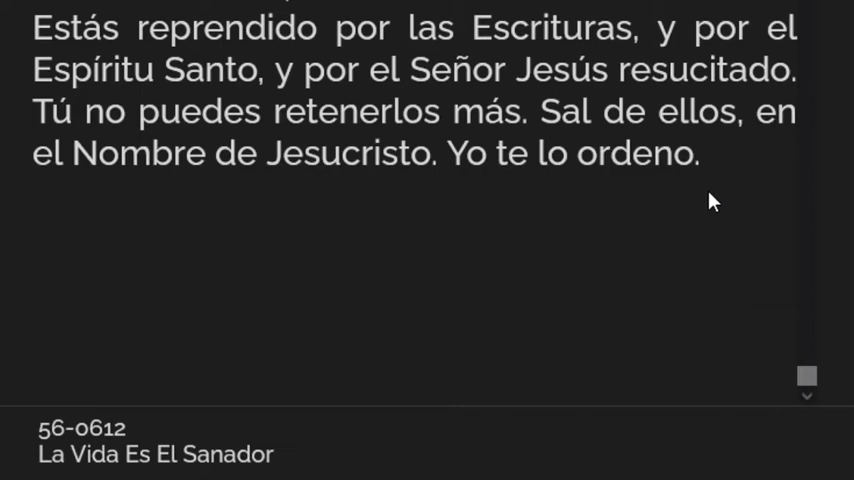 Estás reprendido por las Escrituras, y por el
Espíritu Santo, y por el Señor Jesús resucitado.
Tú no puedes retenerlos más. Sal de ellos, en
el Nombre de Jesucristo. Yo te lo ordeno.
56-0612
La Vida Es El Sanador